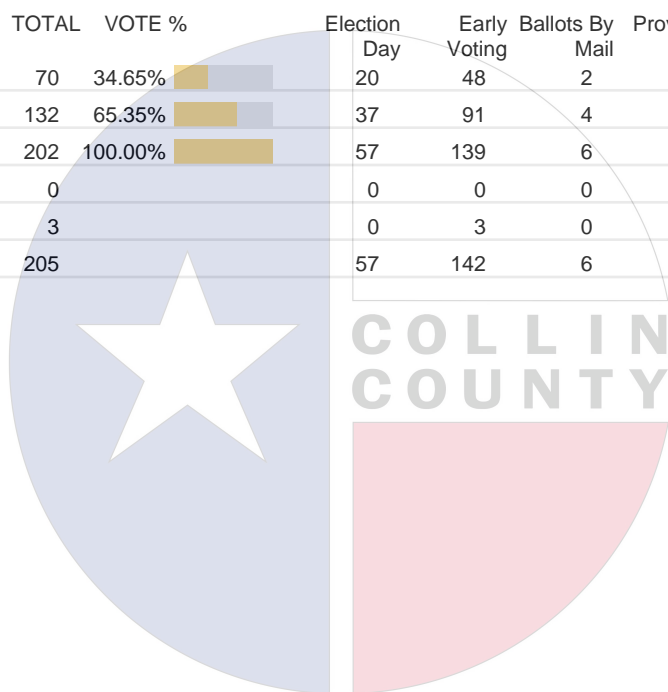 TOTAL VOTE % Election Day Early Voting Ballots By Mail
70 34.65% 20 48 2
132 65.35% 37 91 4
202 100.00% 57 139 6
0 0 0 0
3 0 3 0
205 57 142 6
COLLIN
COUNTY